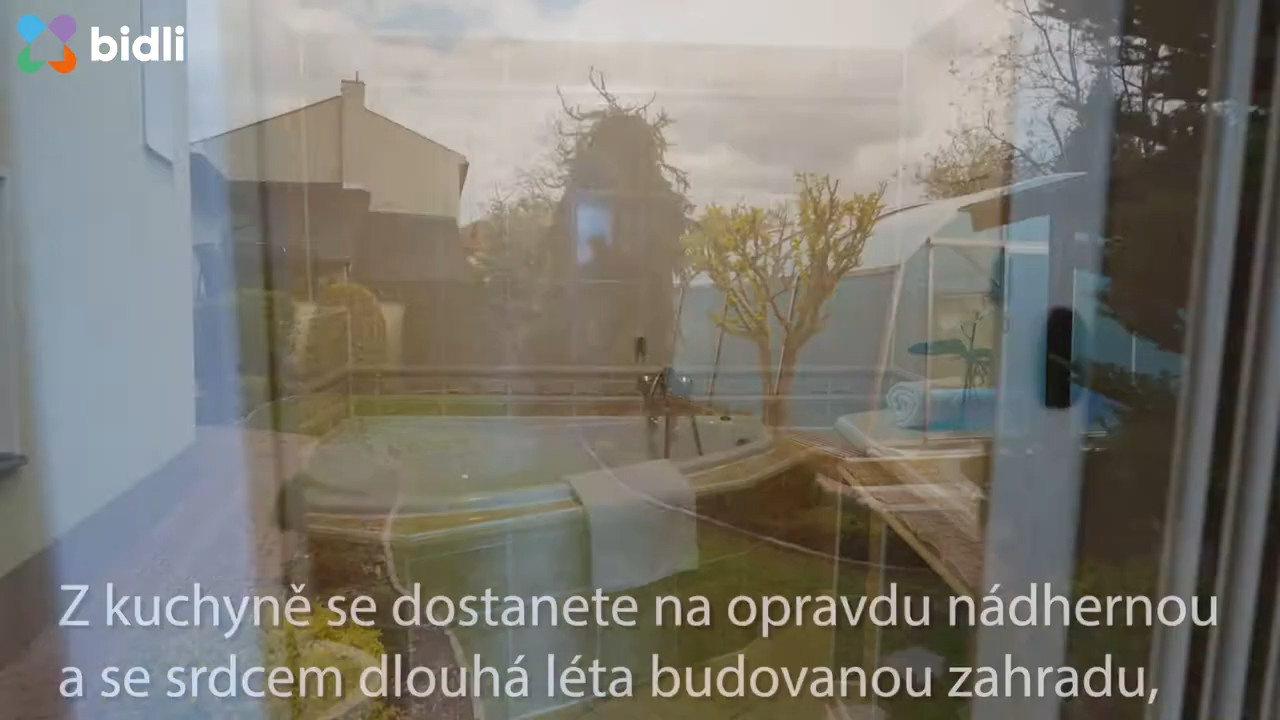 bidli
Z kuchyně se dostanete na opravdu nádhernou
a se srdcem dlouhá léta budovanou zahradu,